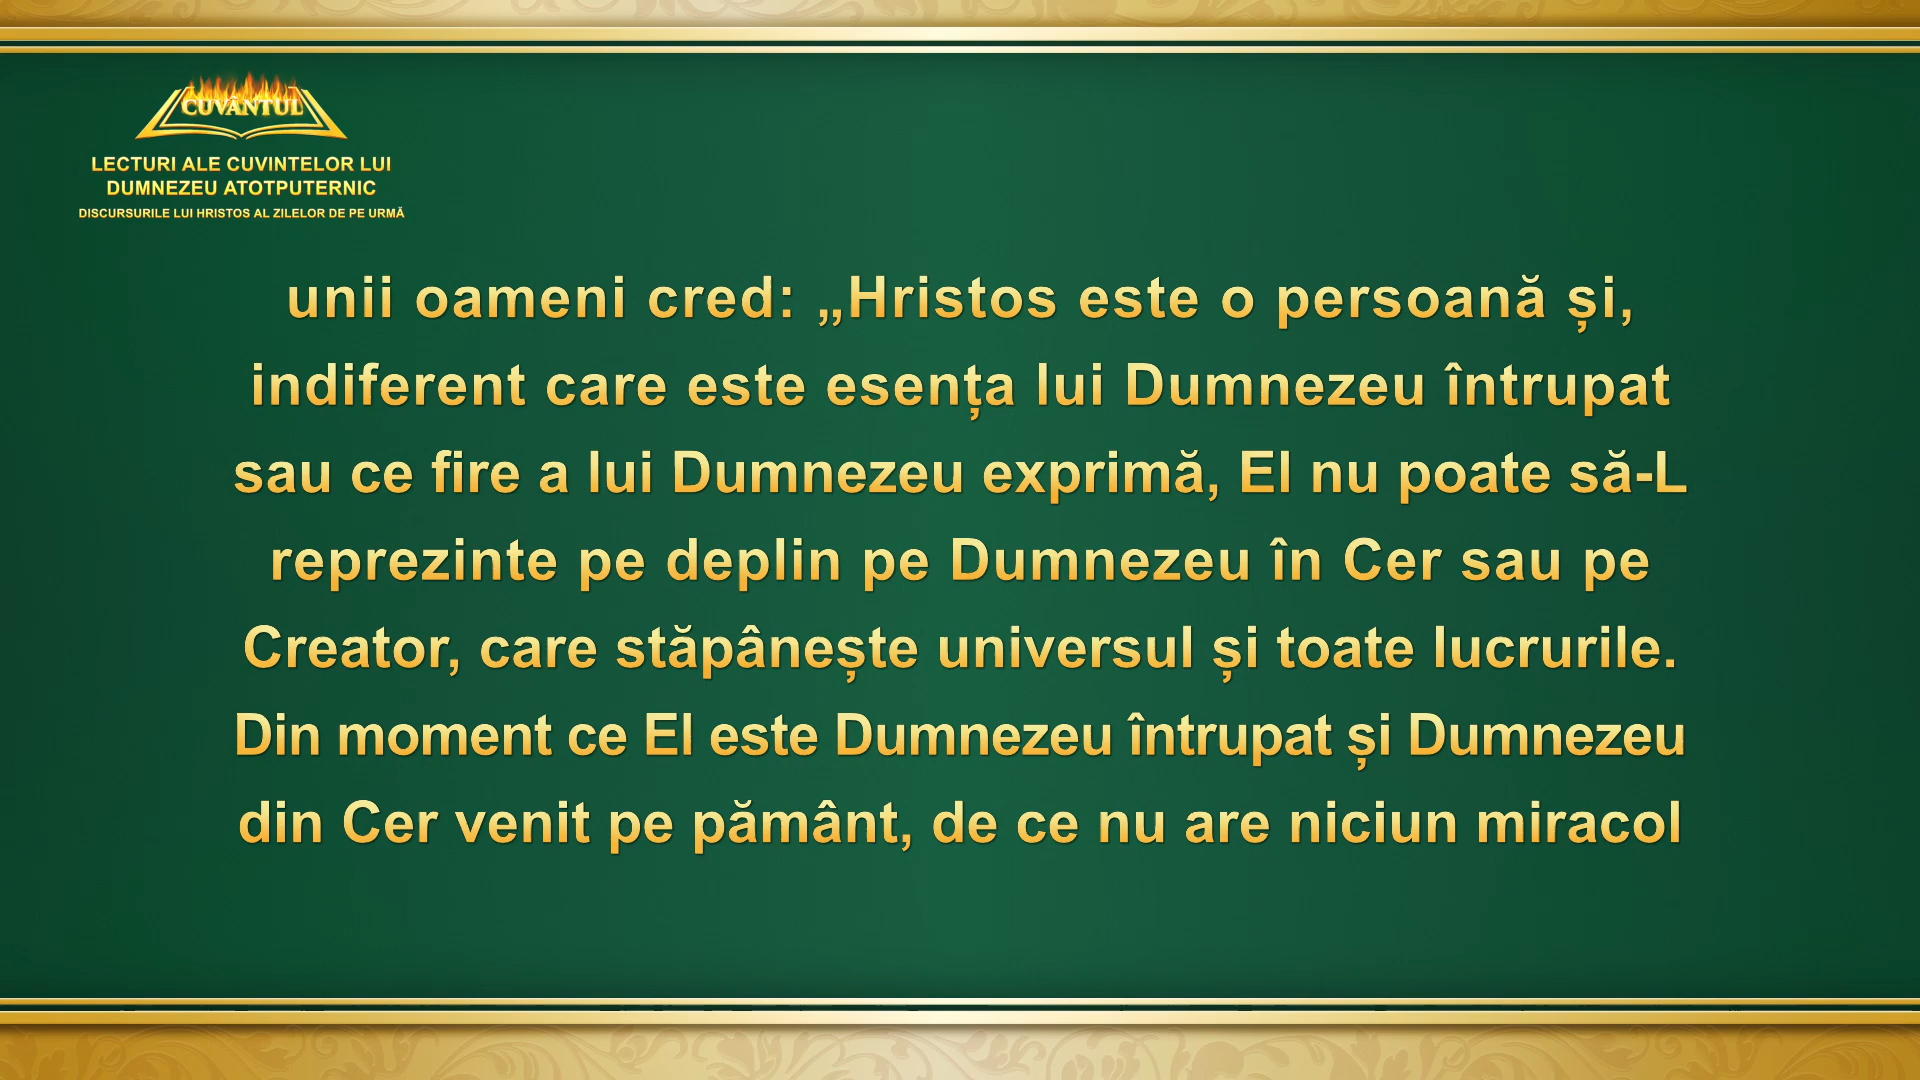 CUVÂNTUL
LECTURI ALE CUVINTELOR LUI
DUMNEZEU ATOTPUTERNIC
DISCURSURILE LUI HRISTOS AL ZILELOR DE PE URMĂ
unii oameni cred: „Hristos este o persoană și,
indiferent care este esența lui Dumnezeu întrupat
sau ce fire a lui Dumnezeu exprimă, El nu poate să-L
reprezinte pe deplin pe Dumnezeu în Cer sau pe
Creator, care stăpânește universul și toate lucrurile.
Din moment ce El este Dumnezeu întrupat și Dumnezeu
din Cer venit pe pământ, de ce nu are niciun miracol